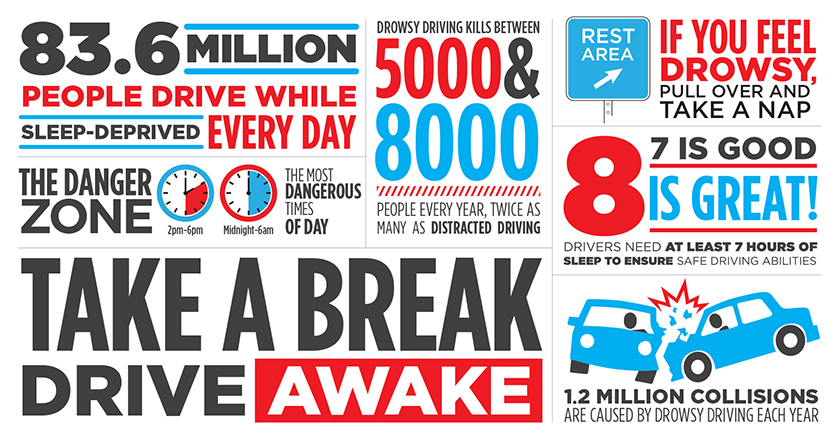 83.6 MILLION
PEOPLE DRIVE WHILE
SLEEP-DEPRIVED EVERY DAY
THE DANGER
ZONE
2pm-6pm
Midnight-6am
THE MOST
DANGEROUS
TIMES
OF DAY
DROWSY DRIVING KILLS BETWEEN
5000&
8000
PEOPLE EVERY YEAR, TWICE AS
MANY AS DISTRACTED DRIVING
REST
AREA
IF YOU FEEL
DROWSY,
PULL OVER AND
TAKE A NAP
7 IS GOOD
8 IS GREAT!
DRIVERS NEED AT LEAST 7 HOURS OF
SLEEP TO ENSURE SAFE DRIVING ABILITIES
TAKE A BREAK
DRIVE AWAKE
1.2 MILLION COLLISIONS
ARE CAUSED BY DROWSY DRIVING EACH YEAR